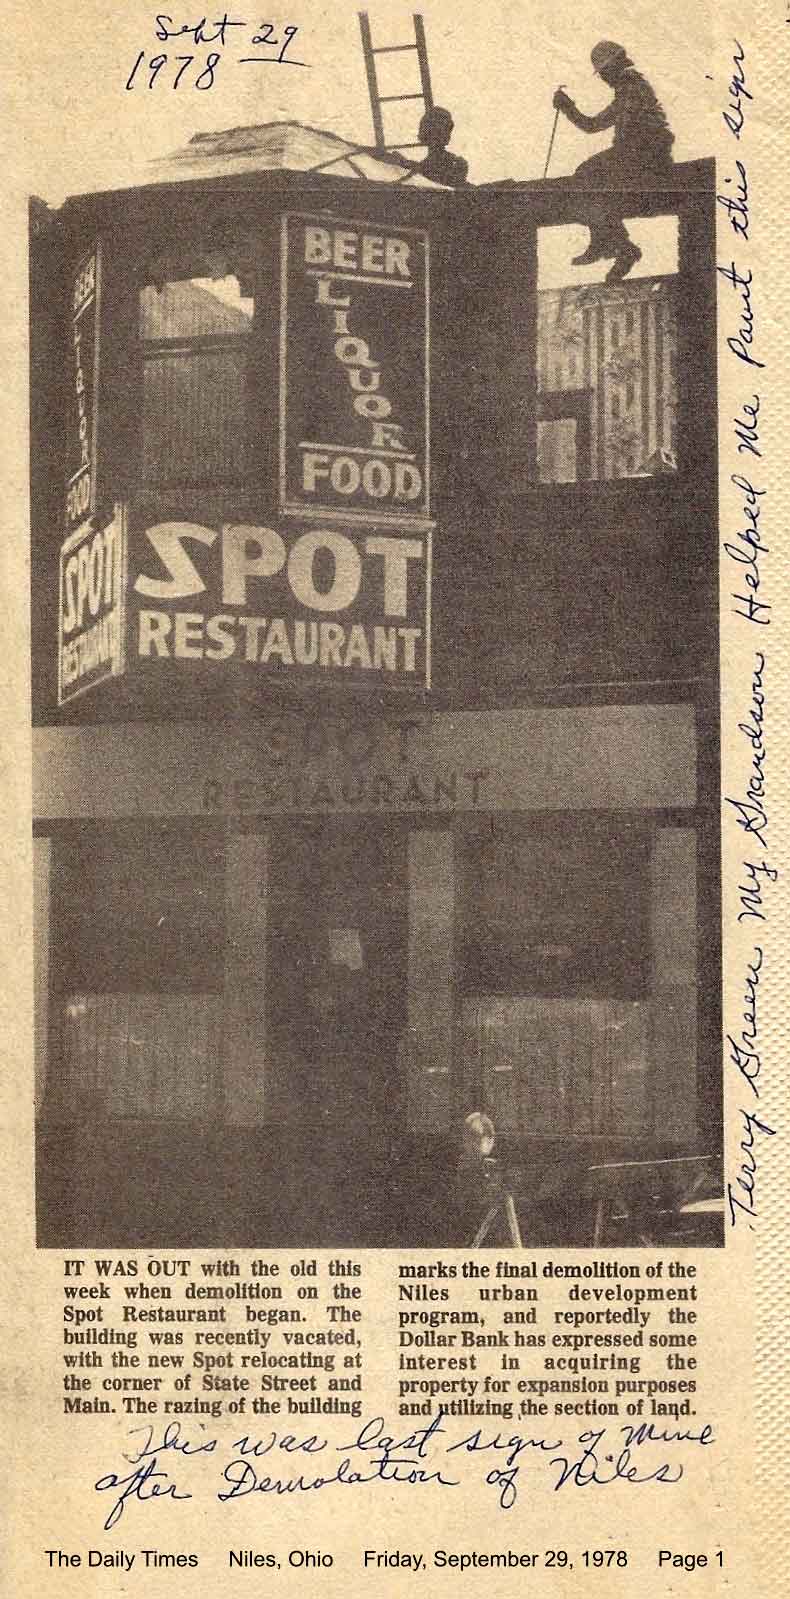 Sept 29
1978
BEER
LIQUOR
FOOD
SPOT
RESTAURANT
BEER
LIQUOR
FOOD
SPOT
RESTAURANT
SPOT
RESTAURANT
Terry Green My Grandson Helped Me Paint this sign
IT WAS OUT with the old this
week when demolition on the
Spot Restaurant began. The
building was recently vacated,
with the new Spot relocating at
the corner of State Street and
Main. The razing of the building
marks the final demolition of the
Niles urban development
program, and reportedly the
Dollar Bank has expressed some
interest in acquiring the
property for expansion purposes
and utilizing the section of land.
This was last sign of Mine
after Demolation of Niles
The Daily Times Niles, Ohio Friday, September 29, 1978 Page 1